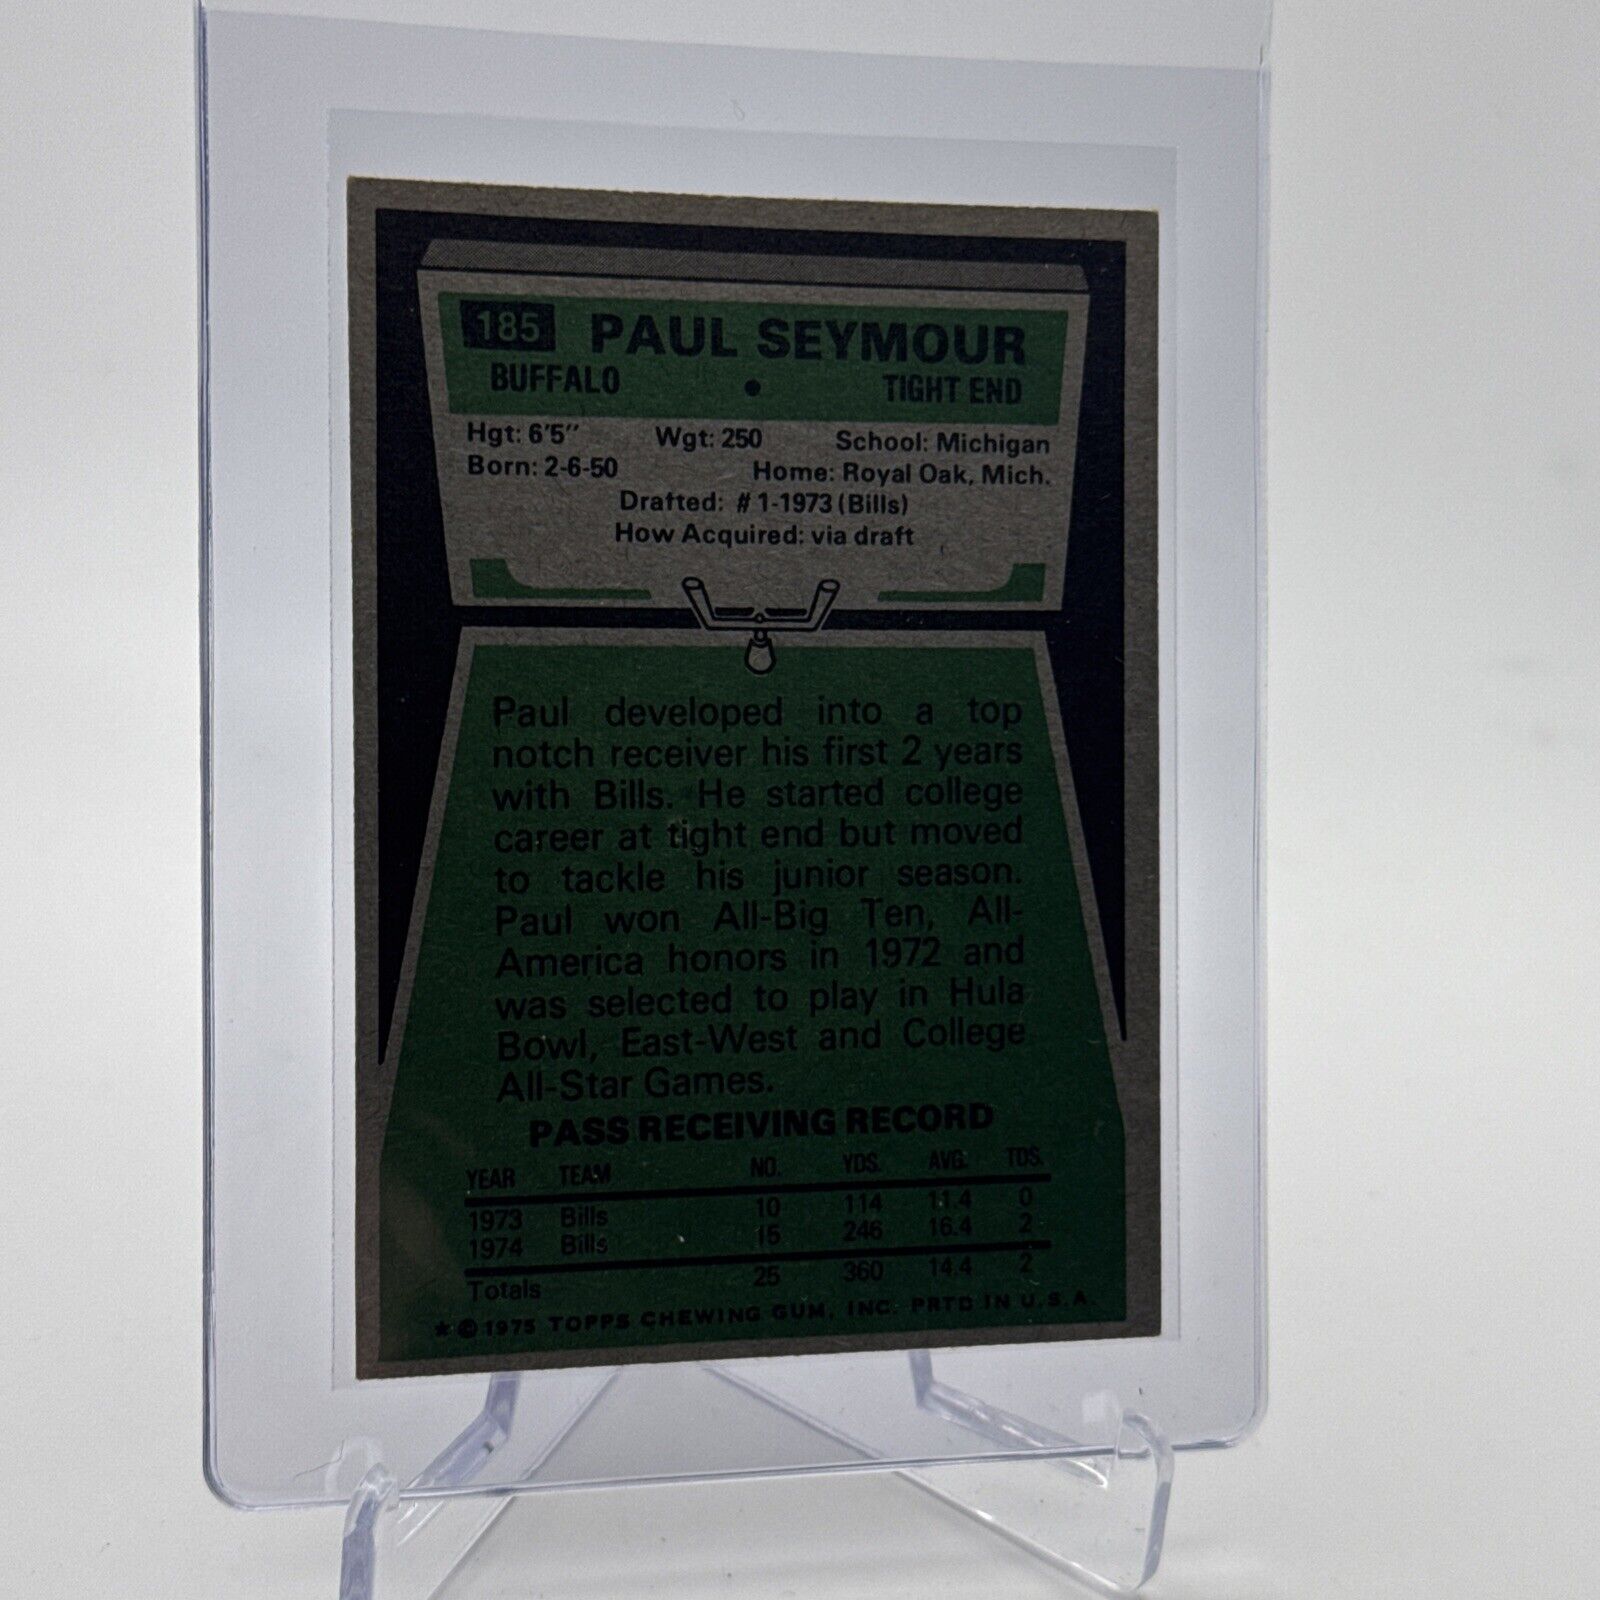 185 PAUL SEYMOUR
BUFFALO • TIGHT END
Hgt: 6'5" Wgt: 250 School: Michigan
Born: 2-6-50 Home: Royal Oak, Mich.
Drafted: #1-1973 (Bills)
How Acquired: via draft
Paul developed into a top
notch receiver his first 2 years
with Bills. He started college
career at tight end but moved
to tackle his junior season.
Paul won All-Big Ten, All-
America honors in 1972 and
was selected to play in Hula
Bowl, East-West and College
All-Star Games.
PASS RECEIVING RECORD
YEAR TEAM NO. YDS. AVG. TDS.
1973 Bills 10 114 11.4 0
1974 Bills 15 246 16.4 2
Totals 25 360 14.4 2
★ © 1975 TOPPS CHEWING GUM, INC. PRTD IN U.S.A.